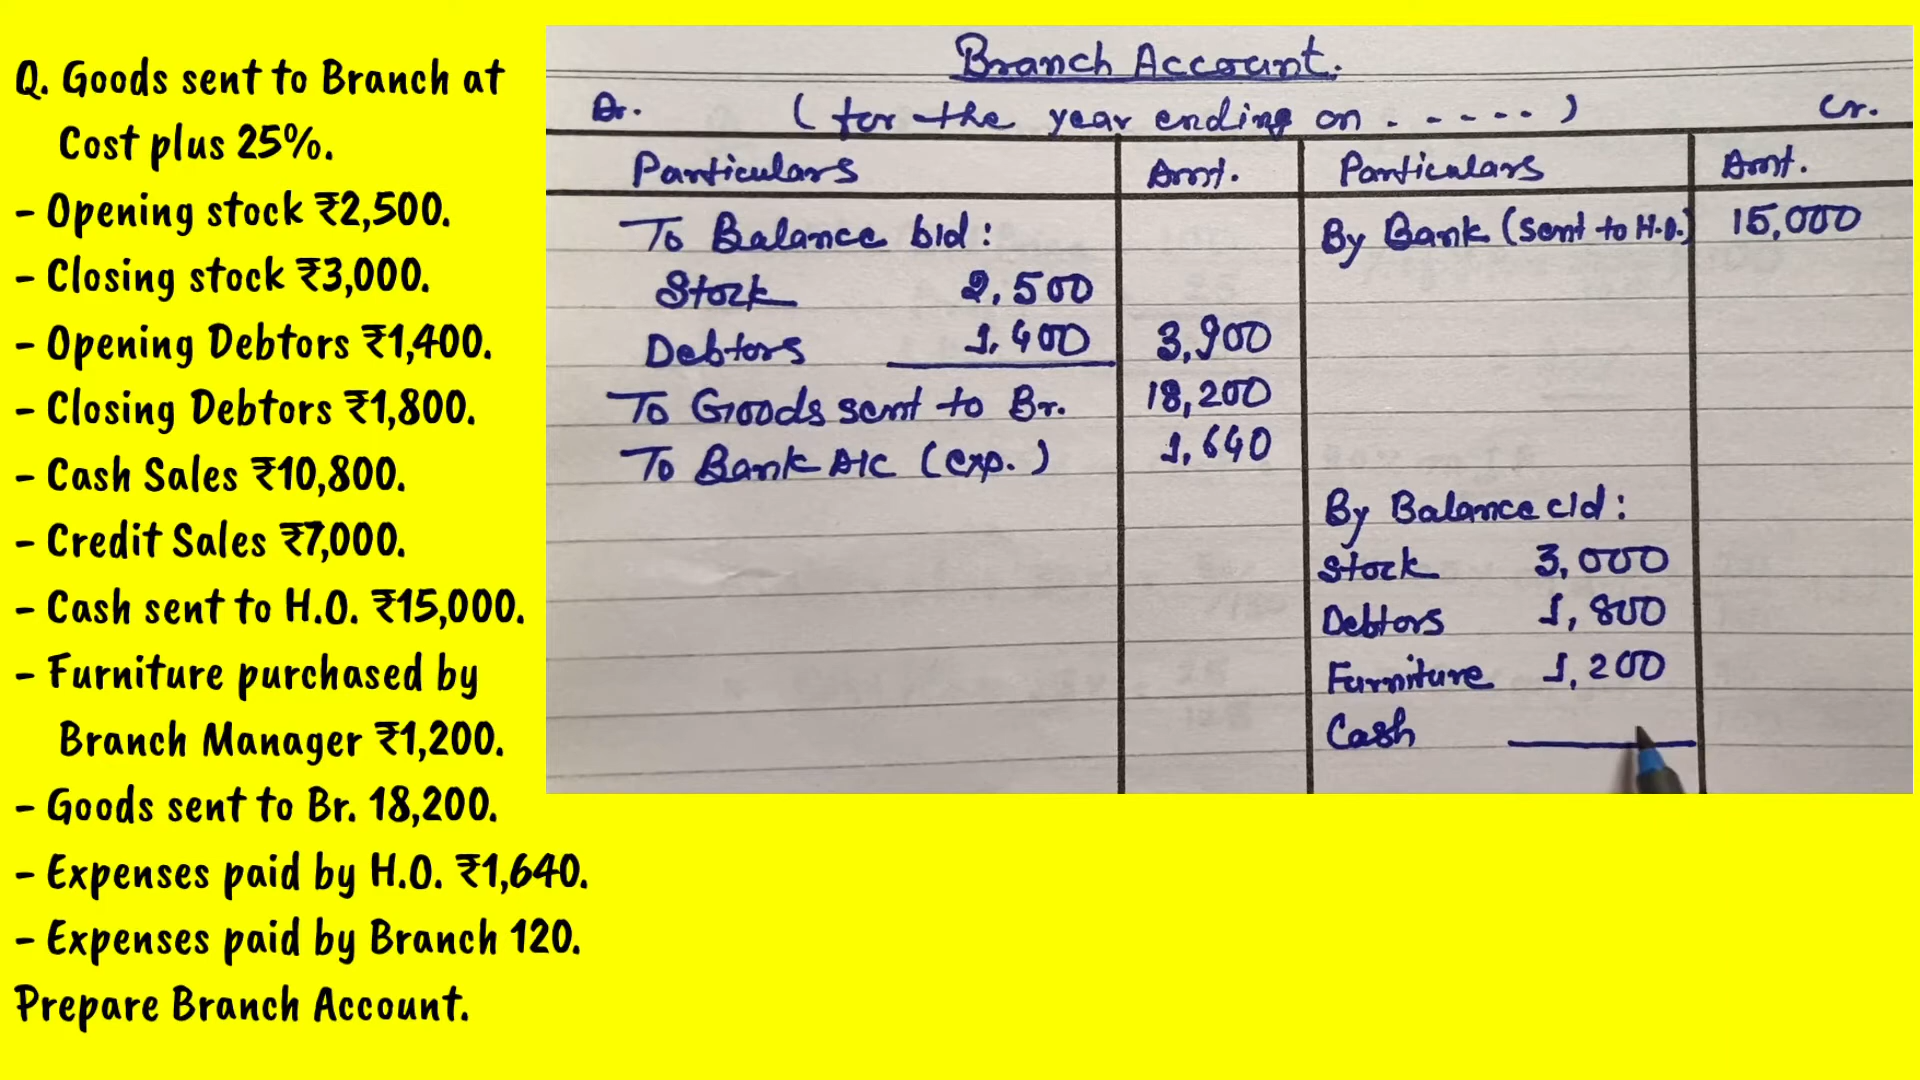 Q. Goods sent to Branch at
Cost plus 25%.
- Opening stock ₹2,500.
- Closing stock ₹3,000.
- Opening Debtors ₹1,400.
- Closing Debtors ₹1,800.
- Cash Sales ₹10,800.
- Credit Sales ₹7,000.
- Cash sent to H.O. ₹15,000.
- Furniture purchased by
Branch Manager ₹1,200.
- Goods sent to Br. 18,200.
- Expenses paid by H.O. ₹1,640.
- Expenses paid by Branch 120.
Prepare Branch Account.
Branch Account.
Dr. (for the year ending on . - - - - - ) Cr.
Particulars Amt. Particulars Amt.
To Balance b/d: By Bank (sent to H.O.) 15,000
Stock 2,500
Debtors 1,400 3,900
To Goods sent to Br. 18,200
To Bank A/c (exp.) 1,640
By Balance c/d:
Stock 3,000
Debtors 1,800
Furniture 1,200
Cash